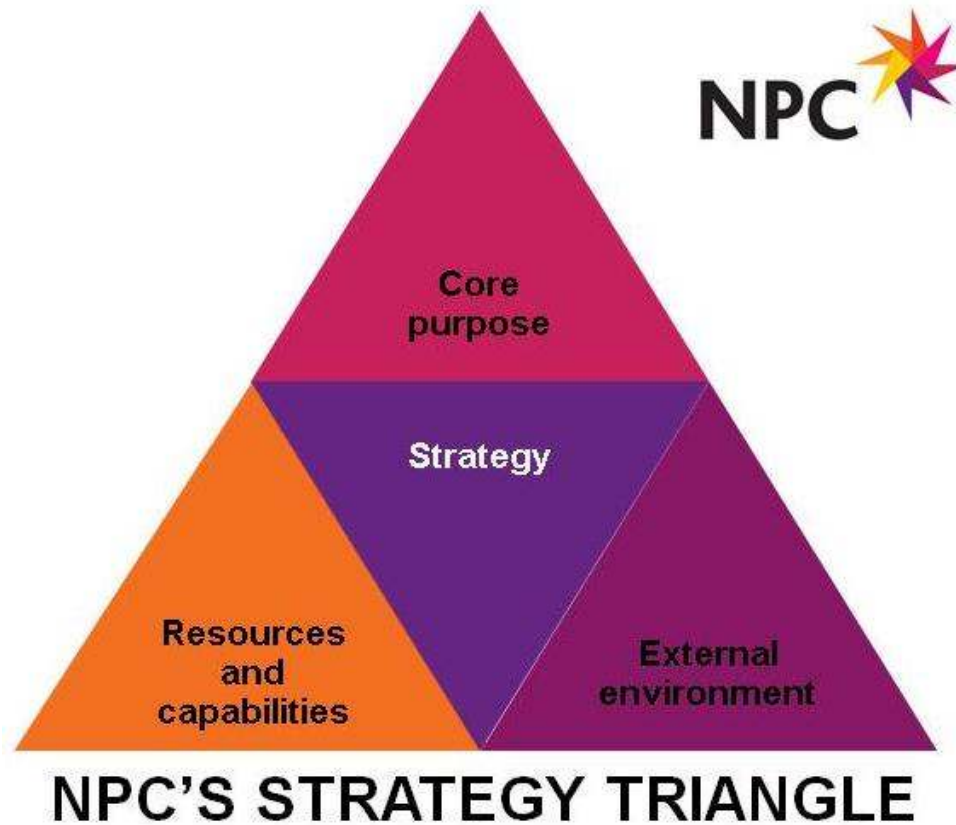 NPC
Core
purpose
Strategy
Resources
and
capabilities
External
environment
NPC'S STRATEGY TRIANGLE